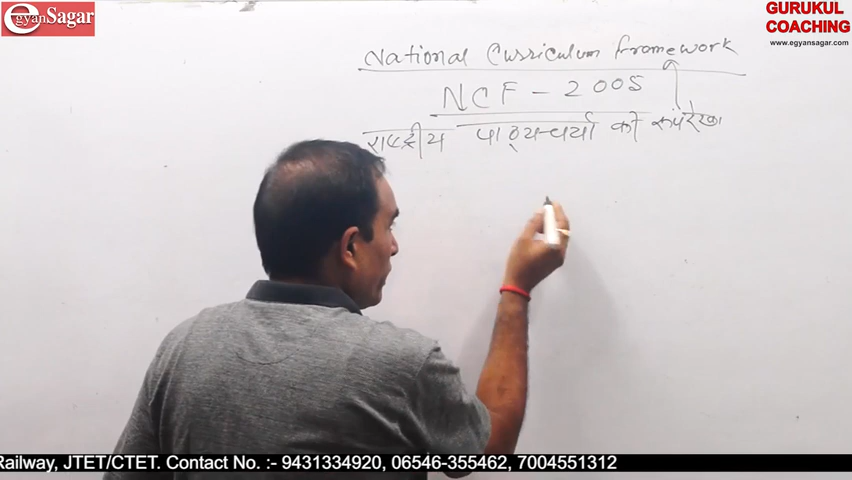 egyanSagar
GURUKUL
COACHING
www.egyansagar.com
National Curriculum Framework
NCF - 2005
राष्ट्रीय पाठ्यचर्या की रूपरेखा
Railway, JTET/CTET. Contact No. :- 9431334920, 06546-355462, 7004551312